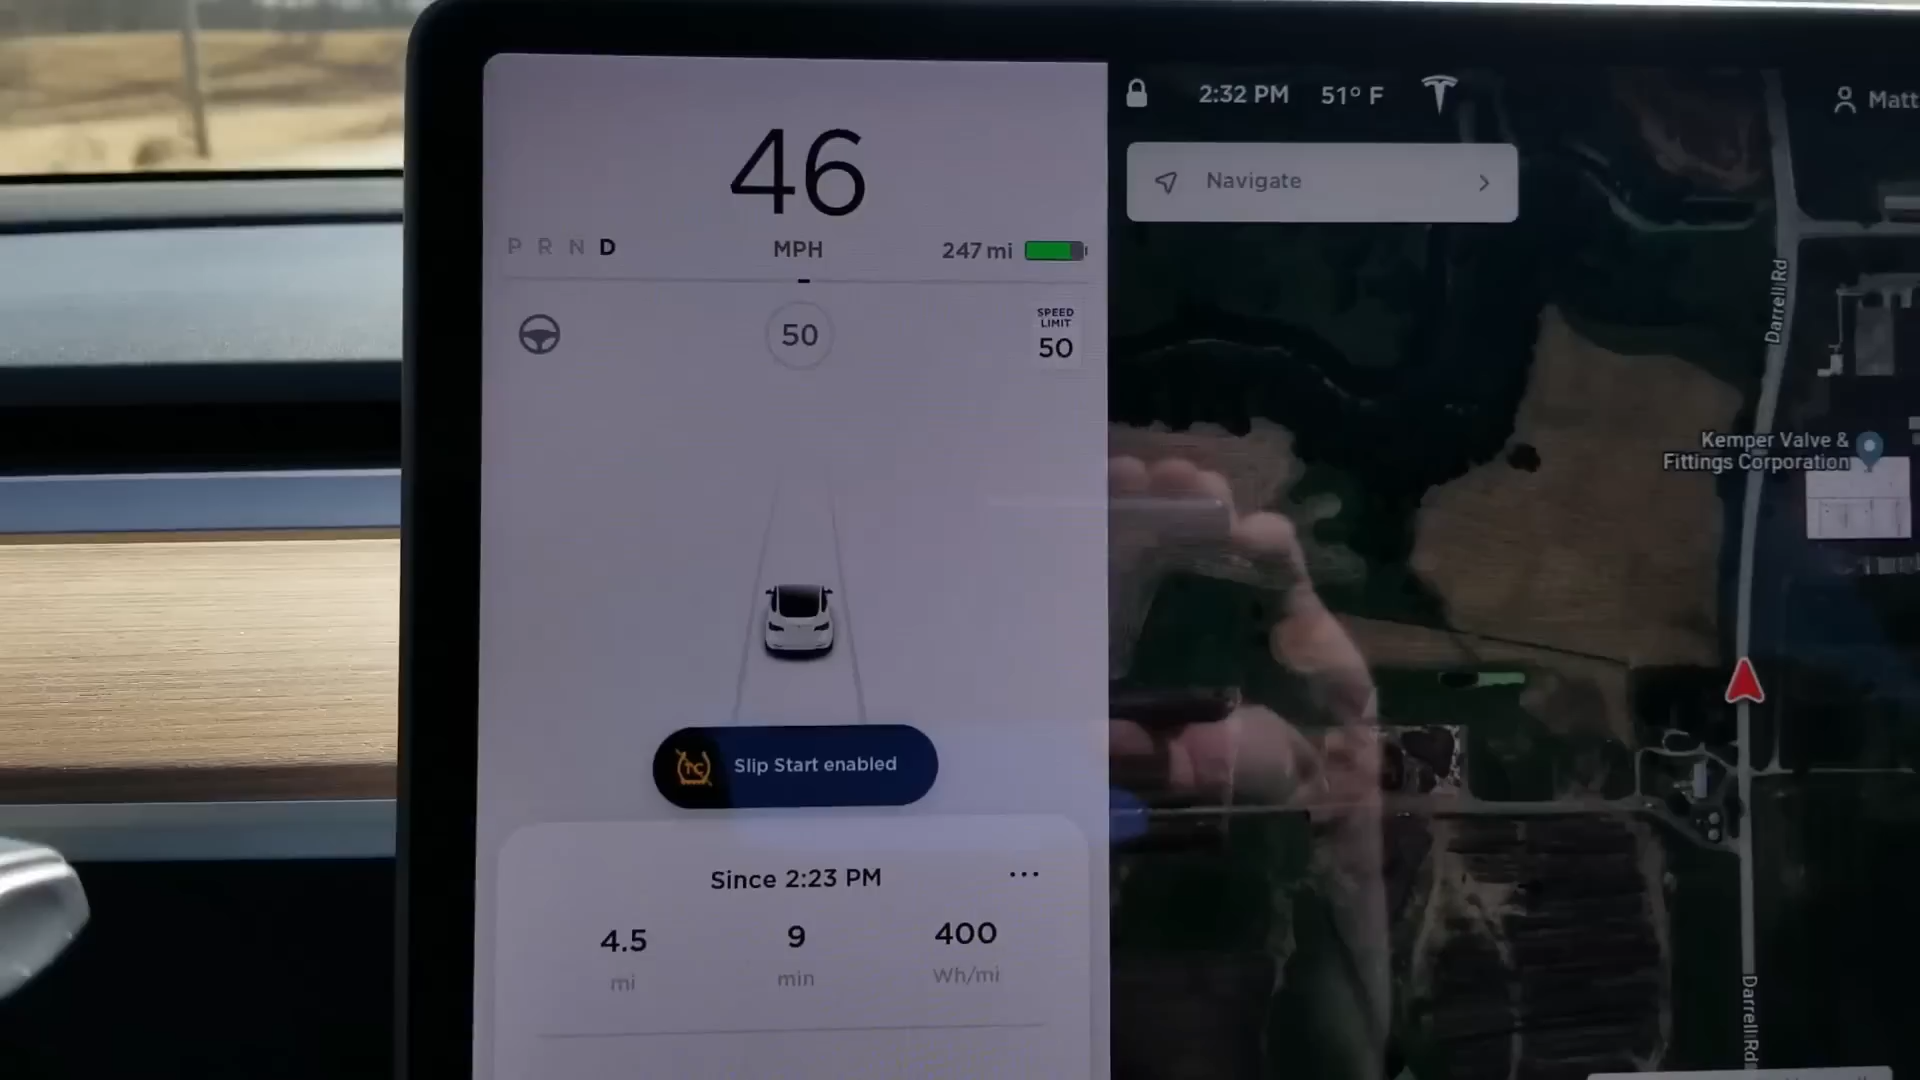 46
P R N D
MPH
247 mi
50
SPEED
LIMIT
50
TC
Slip Start enabled
Since 2:23 PM
...
4.5
mi
9
min
400
Wh/mi
2:32 PM
51° F
Matt
Navigate
Darrell Rd
Kemper Valve &
Fittings Corporation
Darrell Rd